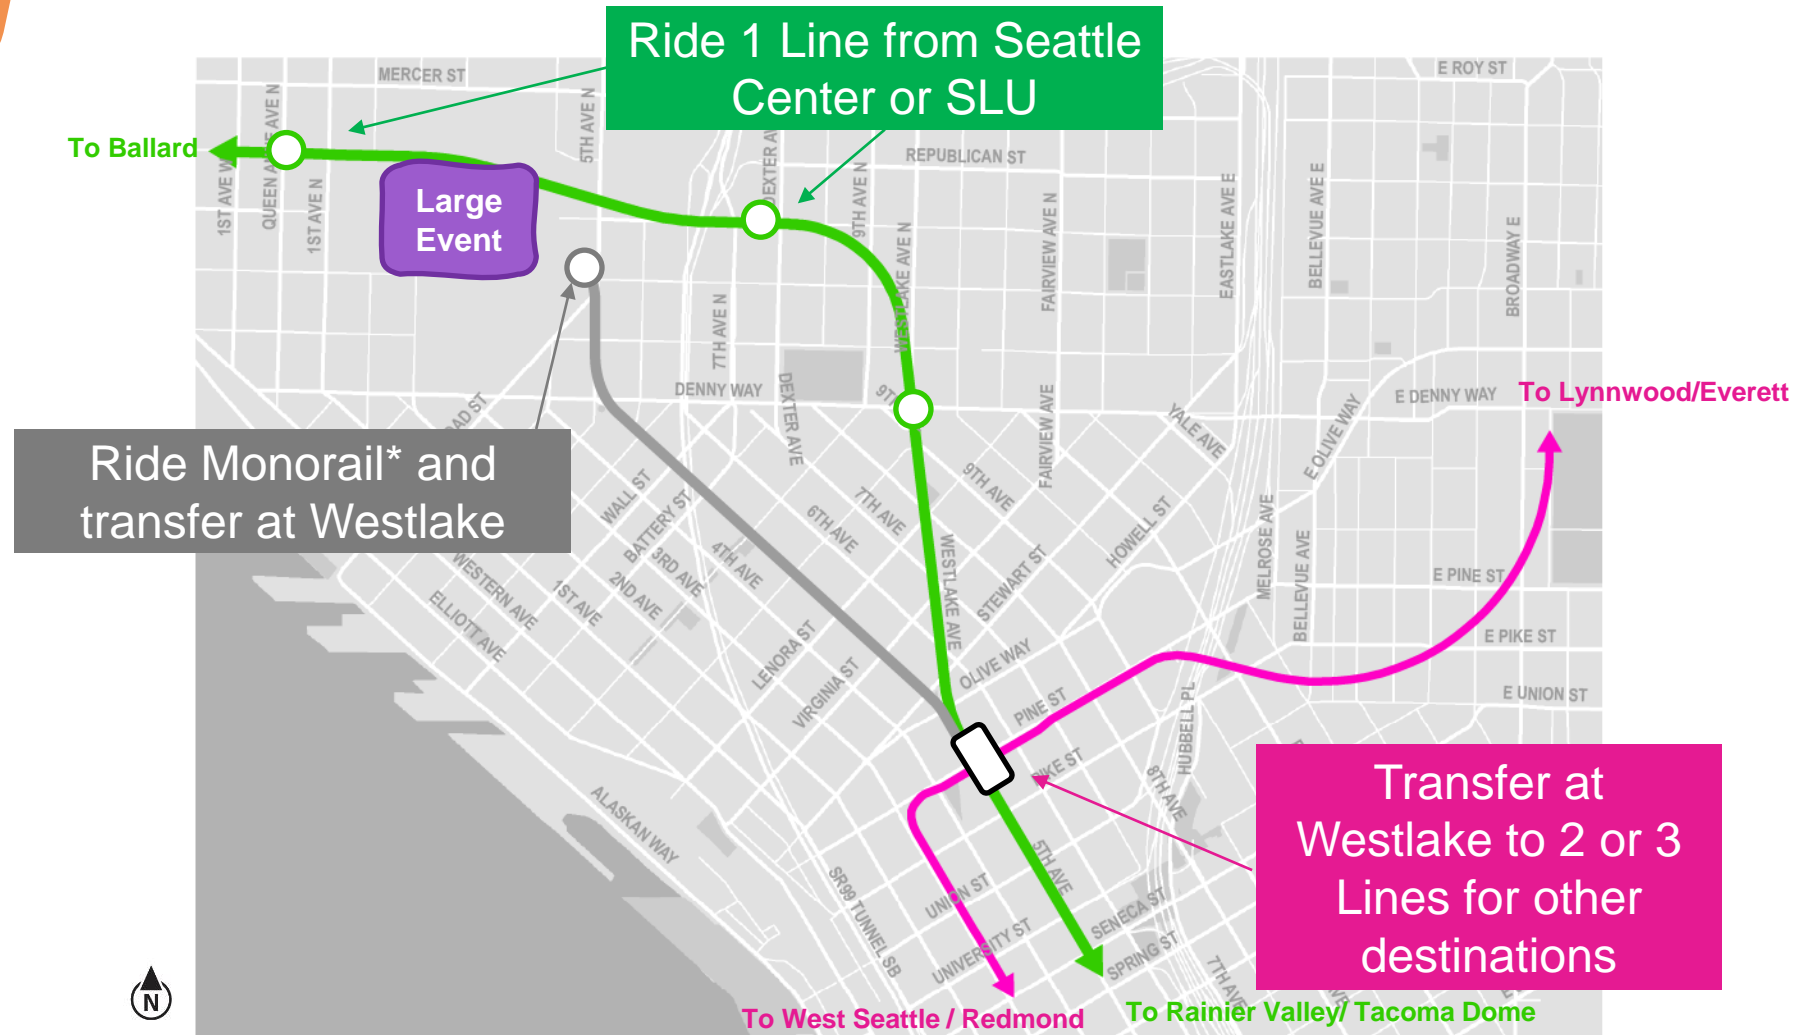 Ride 1 Line from Seattle
Center or SLU
MERCER ST
E ROY ST
To Ballard
1ST AVE W
1ST AVE N
5TH AVE N
9TH AVE N
REPUBLICAN ST
WESTLAKE AVE N
FAIRVIEW AVE N
EASTLAKE AVE E
BELLEVUE AVE E
BROADWAY E
Large
Event
7TH AVE N
DENNY WAY
DEXTER AVE
FAIRVIEW AVE
YALE AVE
E OLIVE WAY
E DENNY WAY
To Lynnwood/Everett
Ride Monorail* and
transfer at Westlake
WALL ST
BATTERY ST
6TH AVE
7TH AVE
9TH AVE
HOWELL ST
MELROSE AVE
BELLEVUE AVE
E PINE ST
WESTERN AVE
ELLIOTT AVE
1ST AVE
2ND AVE
3RD AVE
4TH AVE
WESTLAKE AVE
STEWART ST
E PIKE ST
LENORA ST
VIRGINIA ST
OLIVE WAY
E UNION ST
PINE ST
HUBBELL PL
PIKE ST
8TH AVE
ALASKAN WAY
SR99 TUNNEL SB
5TH AVE
UNION ST
UNIVERSITY ST
SENECA ST
SPRING ST
7TH AVE
Transfer at
Westlake to 2 or 3
Lines for other
destinations
N
To West Seattle / Redmond
To Rainier Valley/ Tacoma Dome